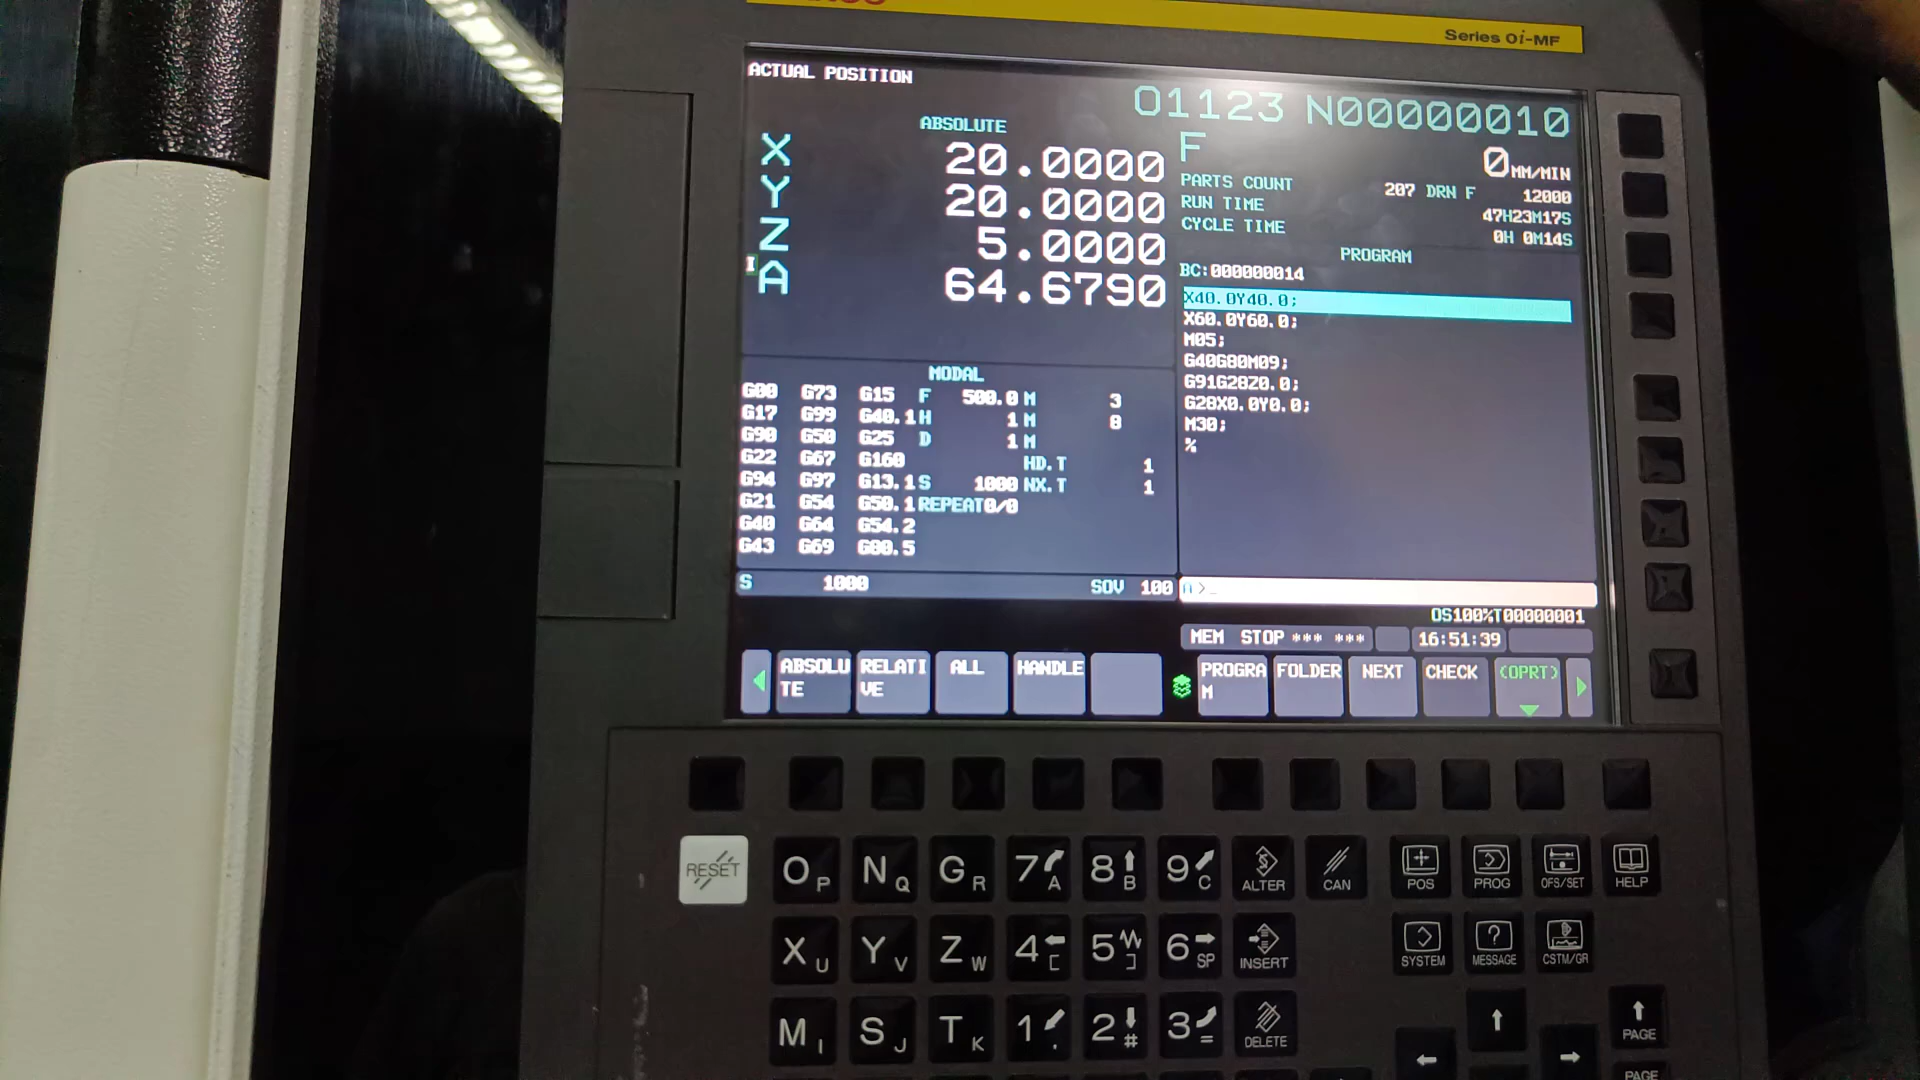 Series 0i-MF
ACTUAL POSITION
O1123 N00000010
ABSOLUTE
X 20.0000
Y 20.0000
Z 5.0000
I A 64.6790
F 0 MM/MIN
PARTS COUNT 207 DRN F 12000
RUN TIME 47H23M17S
CYCLE TIME 0H 0M14S
PROGRAM
BC:000000014
X40.0Y40.0;
X60.0Y60.0;
M05;
G40G80M09;
G91G28Z0.0;
G28X0.0Y0.0;
M30;
%
MODAL
G00 G73 G15 F 500.0 M 3
G17 G99 G40.1 H 1 M 8
G90 G50 G25 D 1 M
G22 G67 G160 HD.T 1
G94 G97 G13.1 S 1000 NX.T 1
G21 G54 G50.1 REPEAT 0/0
G40 G64 G54.2
G43 G69 G80.5
S 1000 SOV 100
>_
OS100%T00000001
MEM STOP *** *** 16:51:39
ABSOLU
TE
RELATI
VE
ALL
HANDLE
PROGRA
M
FOLDER
NEXT
CHECK
(OPRT)
RESET
O P
N Q
G R
7 A
8 B
9 C
ALTER
CAN
POS
PROG
OFS/SET
HELP
X U
Y V
Z W
4 [
5 ]
6 SP
INSERT
SYSTEM
MESSAGE
CSTM/GR
M I
S J
T K
1 ,
2 #
3 =
DELETE
PAGE
PAGE